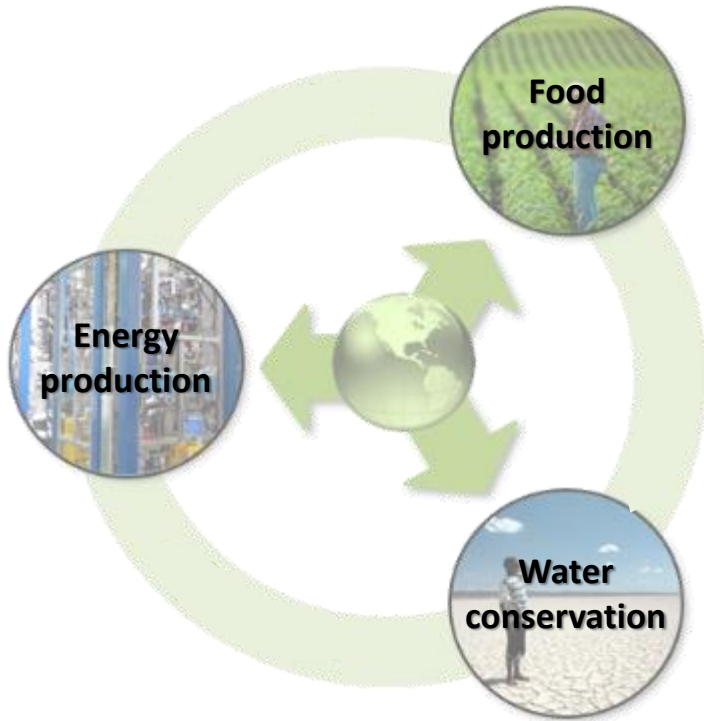 Food
production
Energy
production
Water
conservation